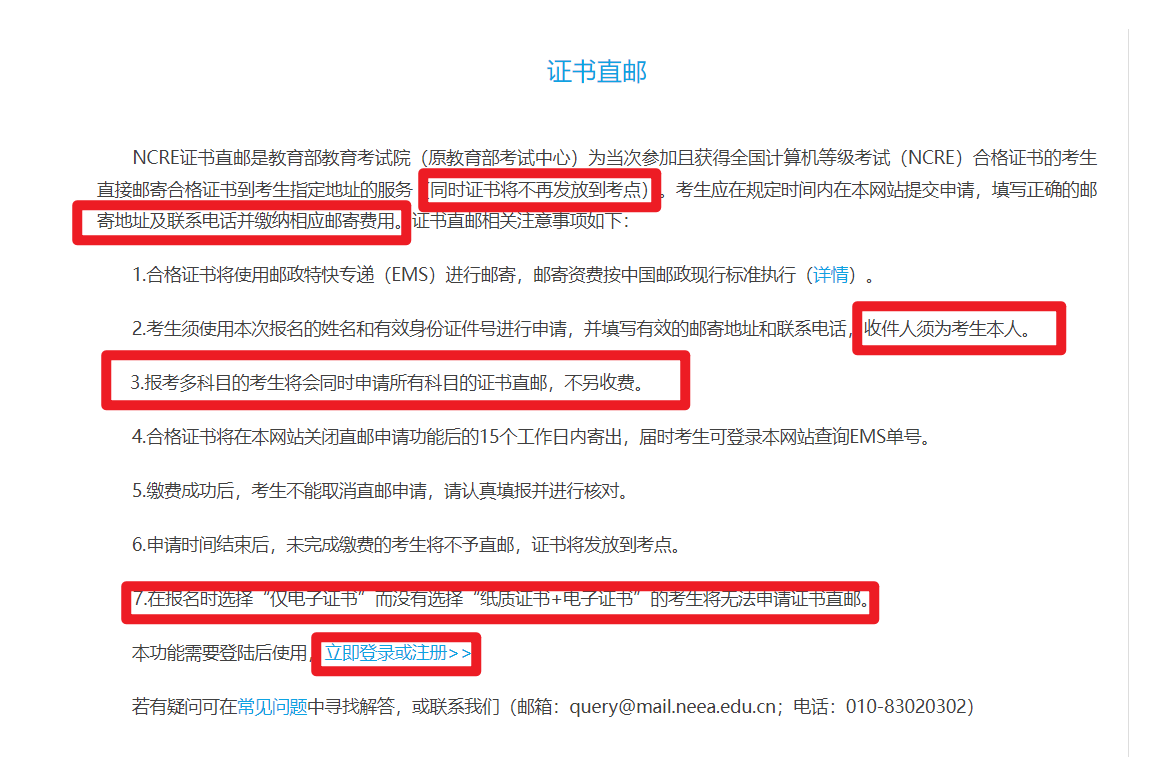 证书直邮
NCRE证书直邮是教育部教育考试院（原教育部考试中心）为当次参加且获得全国计算机等级考试（NCRE）合格证书的考生
直接邮寄合格证书到考生指定地址的服务（同时证书将不再发放到考点）。考生应在规定时间内在本网站提交申请，填写正确的邮
寄地址及联系电话并缴纳相应邮寄费用。证书直邮相关注意事项如下：
1.合格证书将使用邮政特快专递（EMS）进行邮寄，邮寄资费按中国邮政现行标准执行（详情）。
2.考生须使用本次报名的姓名和有效身份证件号进行申请，并填写有效的邮寄地址和联系电话，收件人须为考生本人。
3.报考多科目的考生将会同时申请所有科目的证书直邮，不另收费。
4.合格证书将在本网站关闭直邮申请功能后的15个工作日内寄出，届时考生可登录本网站查询EMS单号。
5.缴费成功后，考生不能取消直邮申请，请认真填报并进行核对。
6.申请时间结束后，未完成缴费的考生将不予直邮，证书将发放到考点。
7.在报名时选择“仅电子证书”而没有选择“纸质证书+电子证书”的考生将无法申请证书直邮。
本功能需要登陆后使用，立即登录或注册>>
若有疑问可在常见问题中寻找解答，或联系我们（邮箱：query@mail.neea.edu.cn；电话：010-83020302）